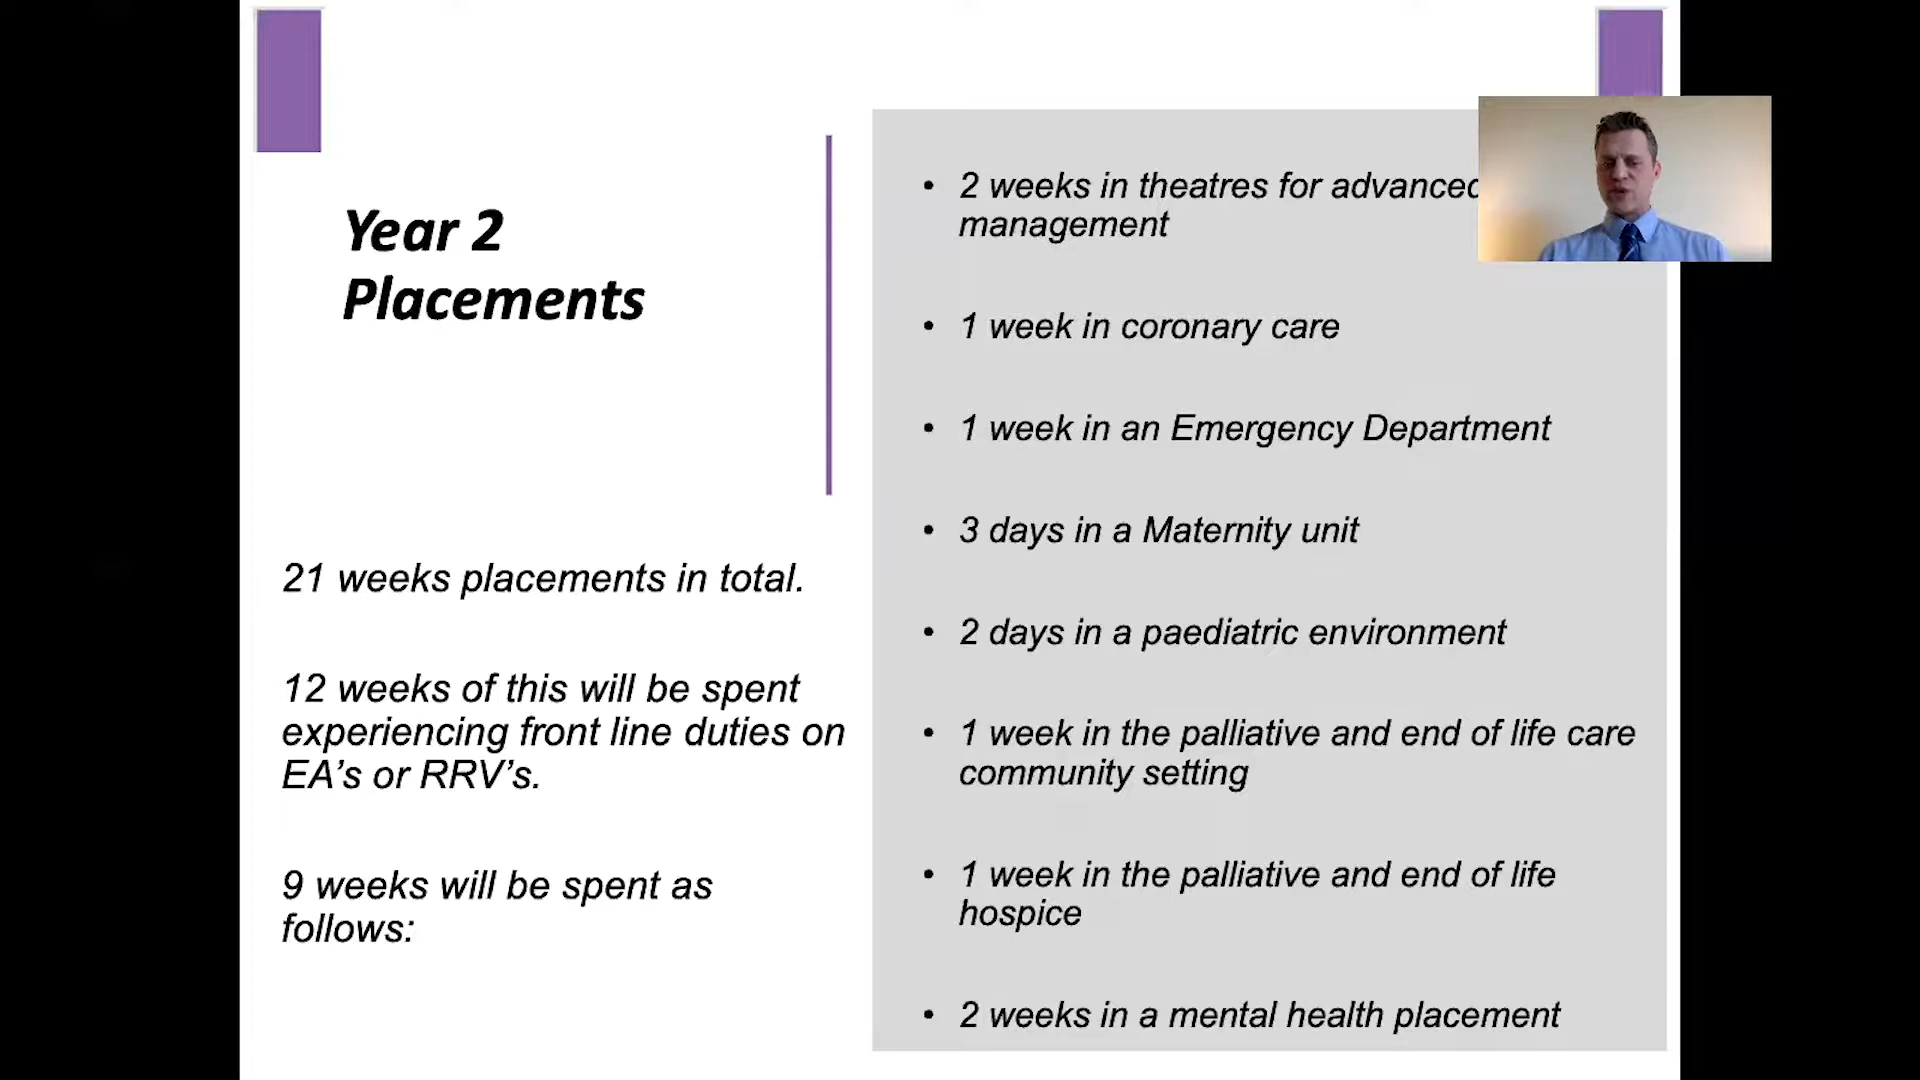 Year 2
Placements
21 weeks placements in total.
12 weeks of this will be spent
experiencing front line duties on
EA’s or RRV’s.
9 weeks will be spent as
follows:
• 2 weeks in theatres for advanced
management
• 1 week in coronary care
• 1 week in an Emergency Department
• 3 days in a Maternity unit
• 2 days in a paediatric environment
• 1 week in the palliative and end of life care
community setting
• 1 week in the palliative and end of life
hospice
• 2 weeks in a mental health placement